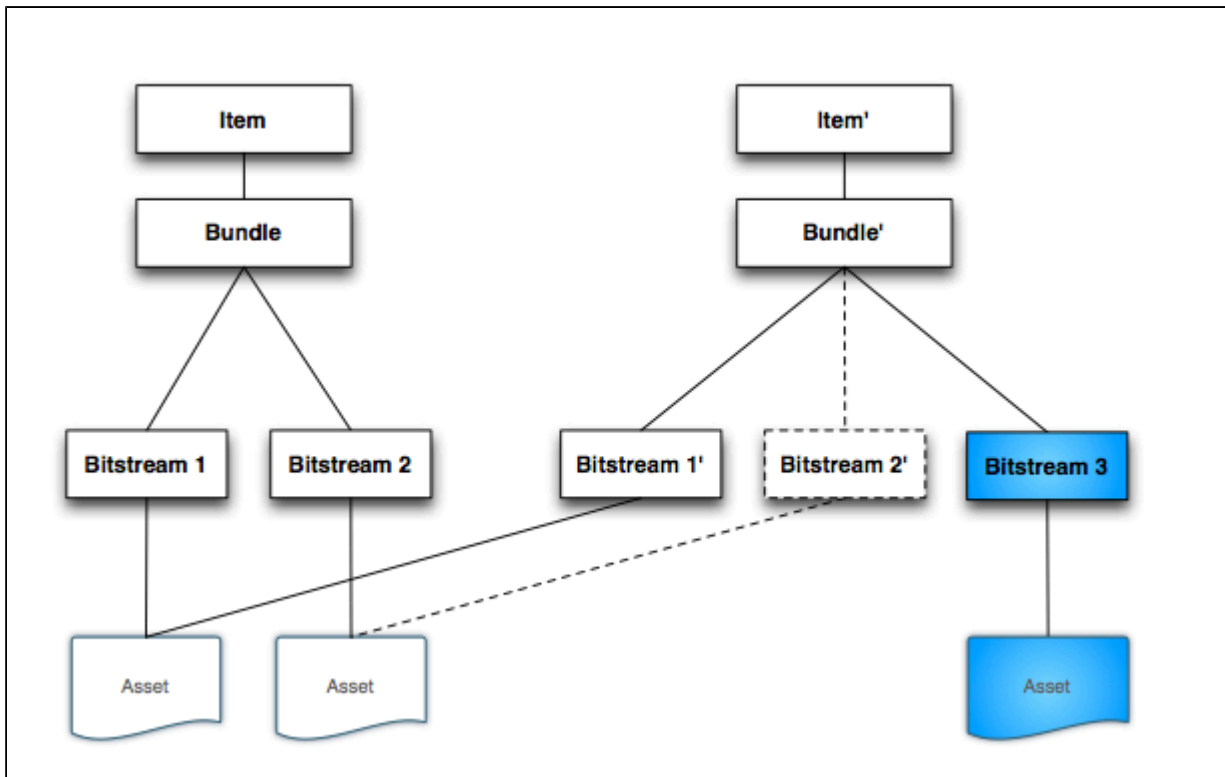 Item
Item'
Bundle
Bundle'
Bitstream 1
Bitstream 2
Bitstream 1'
Bitstream 2'
Bitstream 3
Asset
Asset
Asset